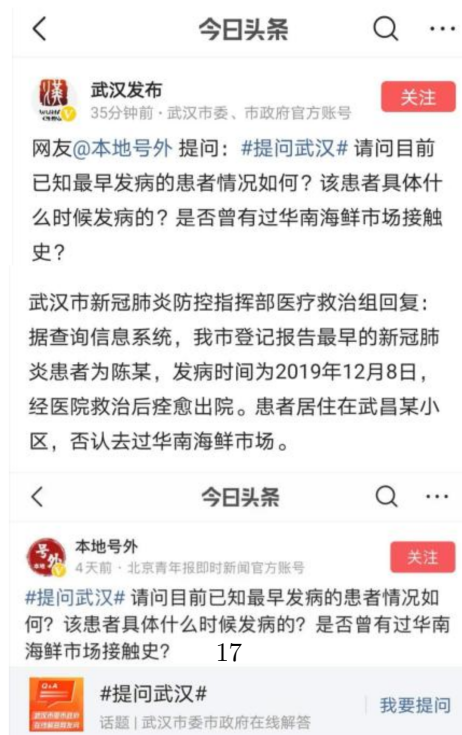 今日头条
武汉发布
35分钟前·武汉市委、市政府官方账号
关注
网友@本地号外 提问：#提问武汉# 请问目前
已知最早发病的患者情况如何？该患者具体什
么时候发病的？是否曾有过华南海鲜市场接触
史？
武汉市新冠肺炎防控指挥部医疗救治组回复：
据查询信息系统，我市登记报告最早的新冠肺
炎患者为陈某，发病时间为2019年12月8日，
经医院救治后痊愈出院。患者居住在武昌某小
区，否认去过华南海鲜市场。
今日头条
号外
本地号外
4天前·北京青年报即时新闻官方账号
关注
#提问武汉# 请问目前已知最早发病的患者情况如
何？该患者具体什么时候发病的？是否曾有过华南
海鲜市场接触史？
17
Q&A
#提问武汉#
话题 | 武汉市委市政府在线解答
我要提问